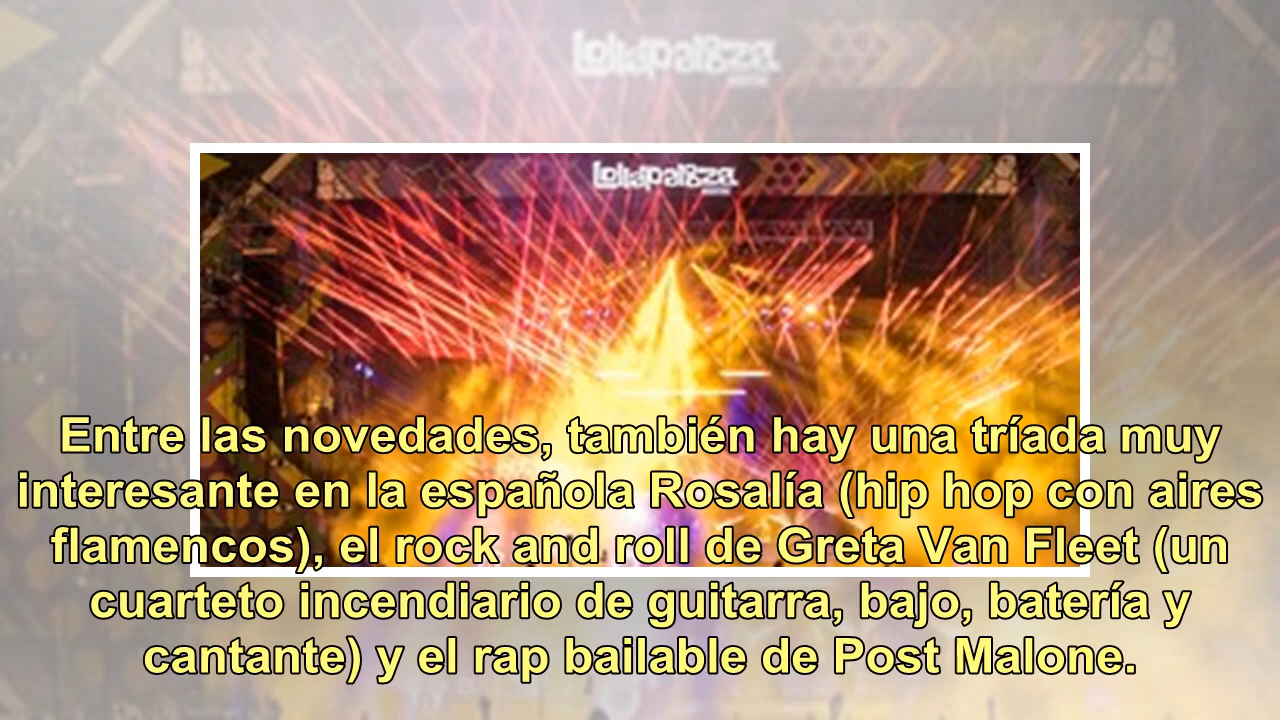 Lollapalooza
Lollapalooza
Entre las novedades, también hay una tríada muy
interesante en la española Rosalía (hip hop con aires
flamencos), el rock and roll de Greta Van Fleet (un
cuarteto incendiario de guitarra, bajo, batería y
cantante) y el rap bailable de Post Malone.